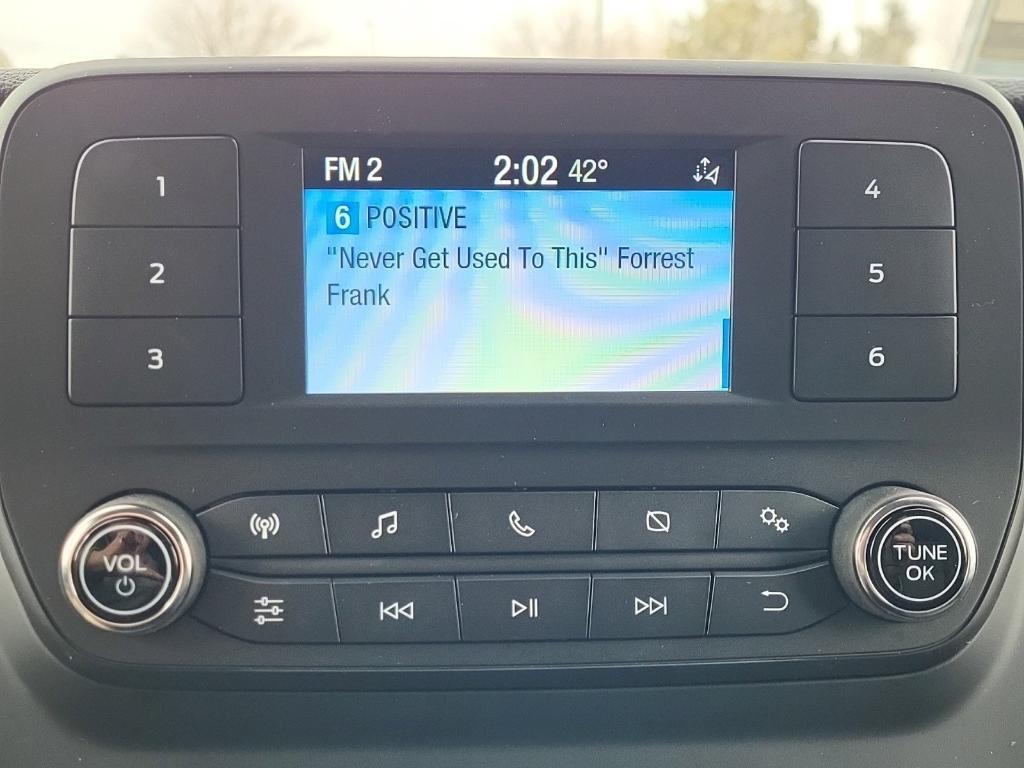 FM 2 2:02 42°
6 POSITIVE
"Never Get Used To This" Forrest
Frank
1
2
3
4
5
6
VOL
TUNE
OK